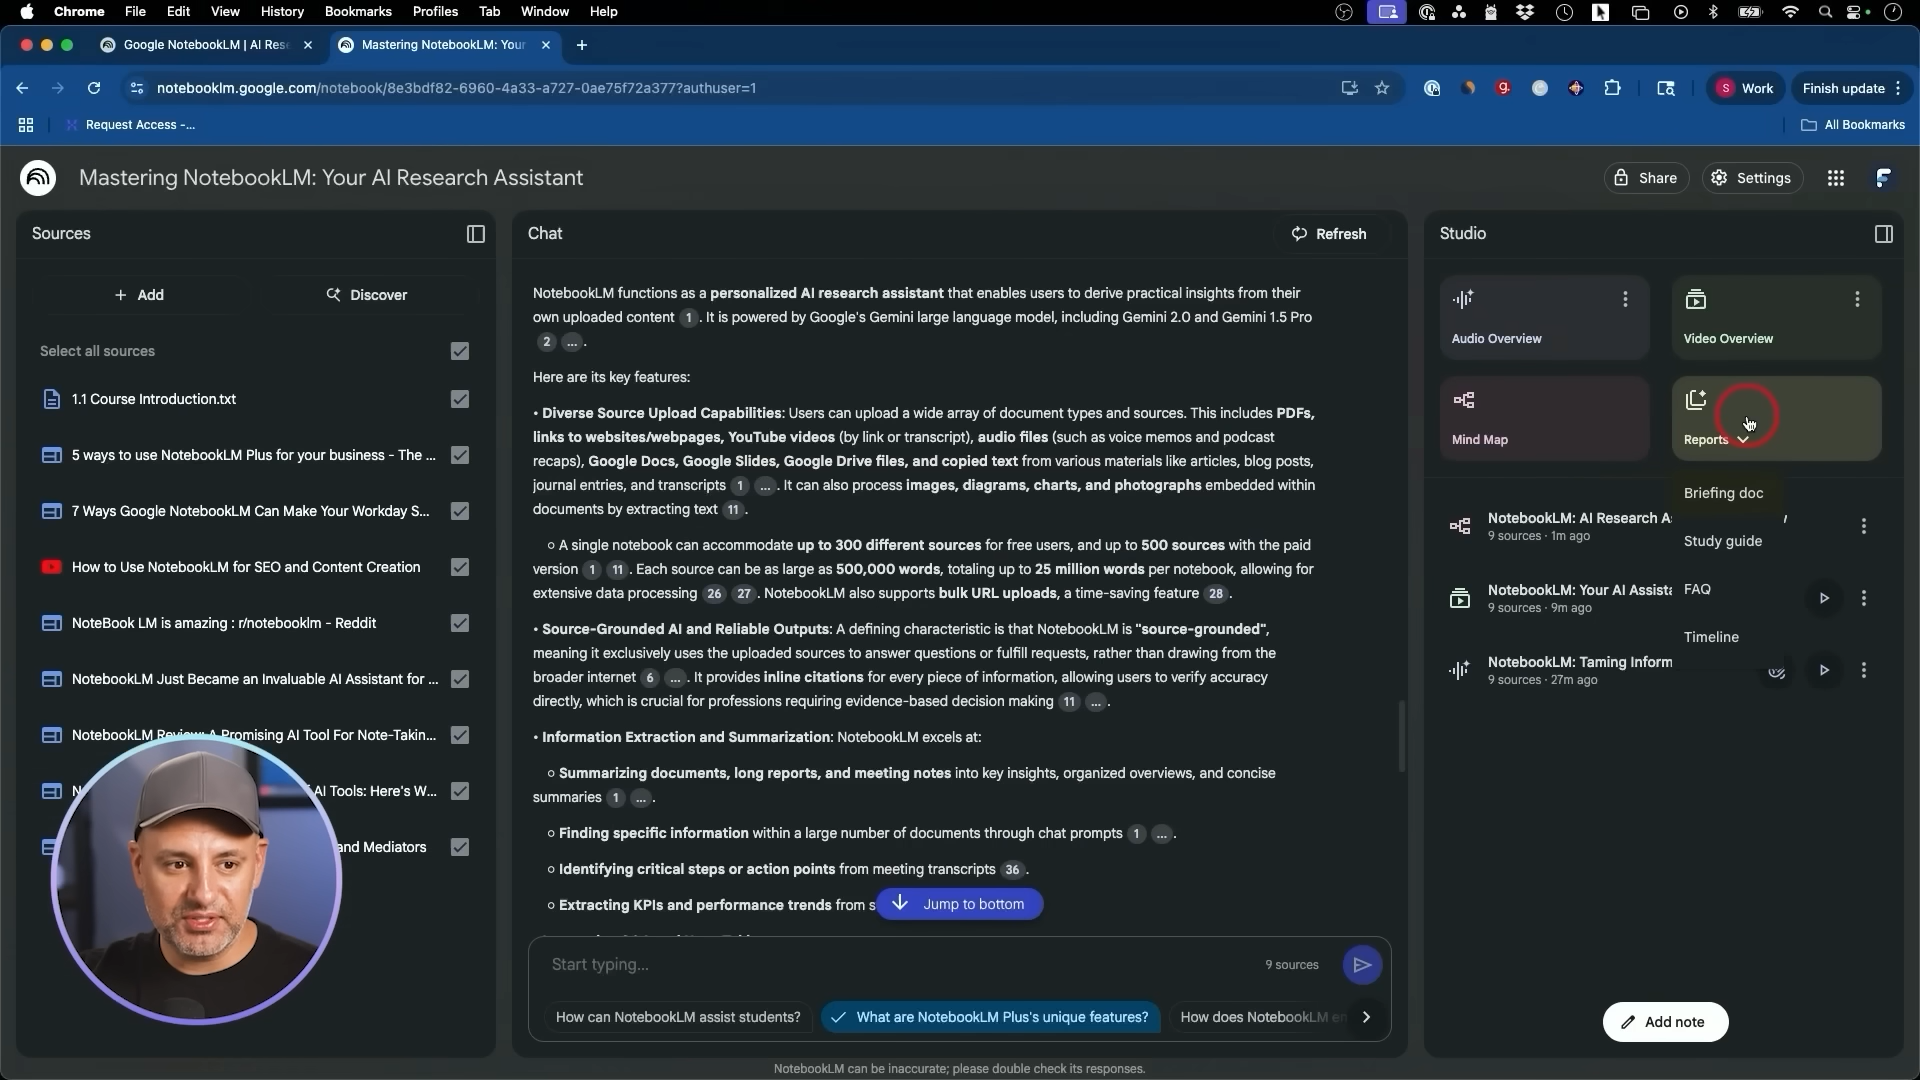 Chrome File Edit View History Bookmarks Profiles Tab Window Help
Google NotebookLM | AI Rese
Mastering NotebookLM: Your
notebooklm.google.com/notebook/8e3bdf82-6960-4a33-a727-0ae75f72a377?authuser=1
S Work
Finish update
Request Access -...
All Bookmarks
Mastering NotebookLM: Your AI Research Assistant
Share
Settings
Sources
Add
Discover
Select all sources
1.1 Course Introduction.txt
5 ways to use NotebookLM Plus for your business - The ...
7 Ways Google NotebookLM Can Make Your Workday S...
How to Use NotebookLM for SEO and Content Creation
NoteBook LM is amazing : r/notebooklm - Reddit
NotebookLM Just Became an Invaluable AI Assistant for ...
NotebookLM Review: A Promising AI Tool For Note-Takin...
AI Tools: Here's W...
and Mediators
Chat
Refresh
NotebookLM functions as a personalized AI research assistant that enables users to derive practical insights from their
own uploaded content 1 . It is powered by Google's Gemini large language model, including Gemini 2.0 and Gemini 1.5 Pro
2 ... .
Here are its key features:
• Diverse Source Upload Capabilities: Users can upload a wide array of document types and sources. This includes PDFs,
links to websites/webpages, YouTube videos (by link or transcript), audio files (such as voice memos and podcast
recaps), Google Docs, Google Slides, Google Drive files, and copied text from various materials like articles, blog posts,
journal entries, and transcripts 1 ... . It can also process images, diagrams, charts, and photographs embedded within
documents by extracting text 11 .
◦ A single notebook can accommodate up to 300 different sources for free users, and up to 500 sources with the paid
version 1 11 . Each source can be as large as 500,000 words, totaling up to 25 million words per notebook, allowing for
extensive data processing 26 27 . NotebookLM also supports bulk URL uploads, a time-saving feature 28 .
• Source-Grounded AI and Reliable Outputs: A defining characteristic is that NotebookLM is "source-grounded",
meaning it exclusively uses the uploaded sources to answer questions or fulfill requests, rather than drawing from the
broader internet 6 ... . It provides inline citations for every piece of information, allowing users to verify accuracy
directly, which is crucial for professions requiring evidence-based decision making 11 ... .
• Information Extraction and Summarization: NotebookLM excels at:
◦ Summarizing documents, long reports, and meeting notes into key insights, organized overviews, and concise
summaries 1 ... .
◦ Finding specific information within a large number of documents through chat prompts 1 ... .
◦ Identifying critical steps or action points from meeting transcripts 36 .
◦ Extracting KPIs and performance trends from s
Jump to bottom
Start typing...
9 sources
How can NotebookLM assist students?
What are NotebookLM Plus's unique features?
How does NotebookLM en
NotebookLM can be inaccurate; please double check its responses.
Studio
Audio Overview
Video Overview
Mind Map
Reports
Briefing doc
Study guide
FAQ
Timeline
NotebookLM: AI Research As
9 sources · 1m ago
NotebookLM: Your AI Assista
9 sources · 9m ago
NotebookLM: Taming Inform
9 sources · 27m ago
Add note